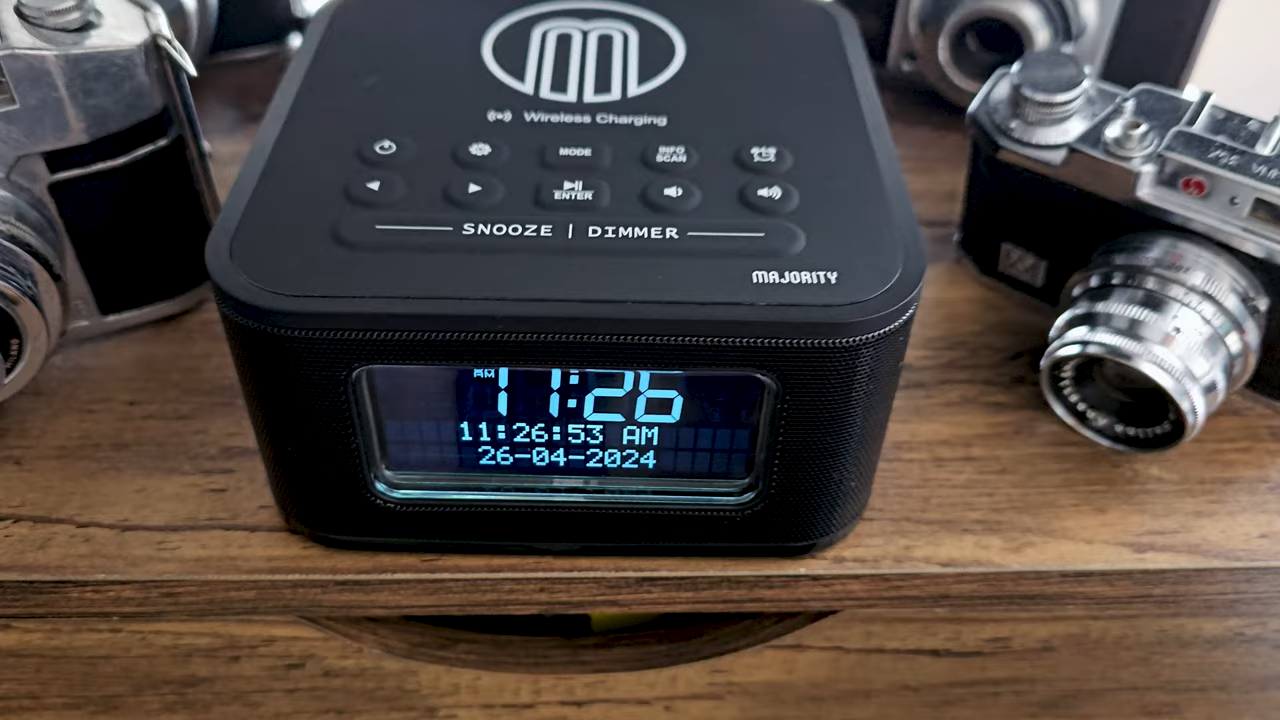 Wireless Charging
MODE
INFO
SCAN
ENTER
SNOOZE | DIMMER
MAJORITY
AM 11:26
11:26:53 AM
26-04-2024